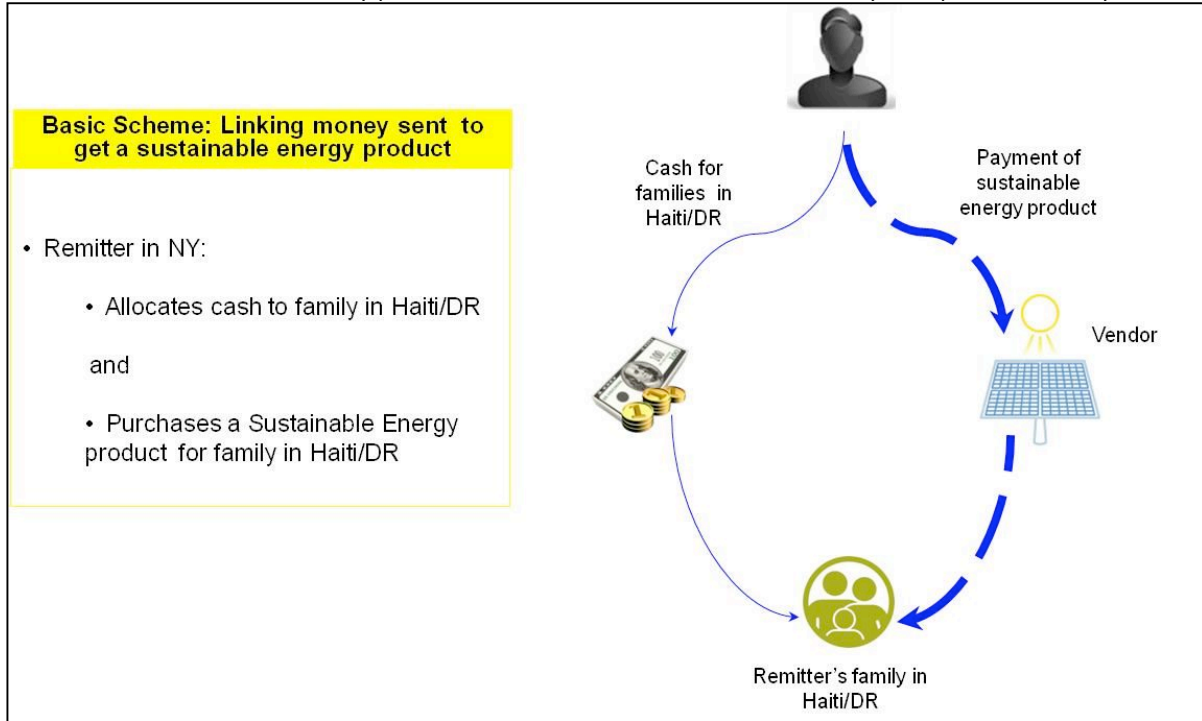 Basic Scheme: Linking money sent to
get a sustainable energy product
• Remitter in NY:
• Allocates cash to family in Haiti/DR
and
• Purchases a Sustainable Energy
product for family in Haiti/DR
Cash for
families in
Haiti/DR
Payment of
sustainable
energy product
Vendor
Remitter's family in
Haiti/DR